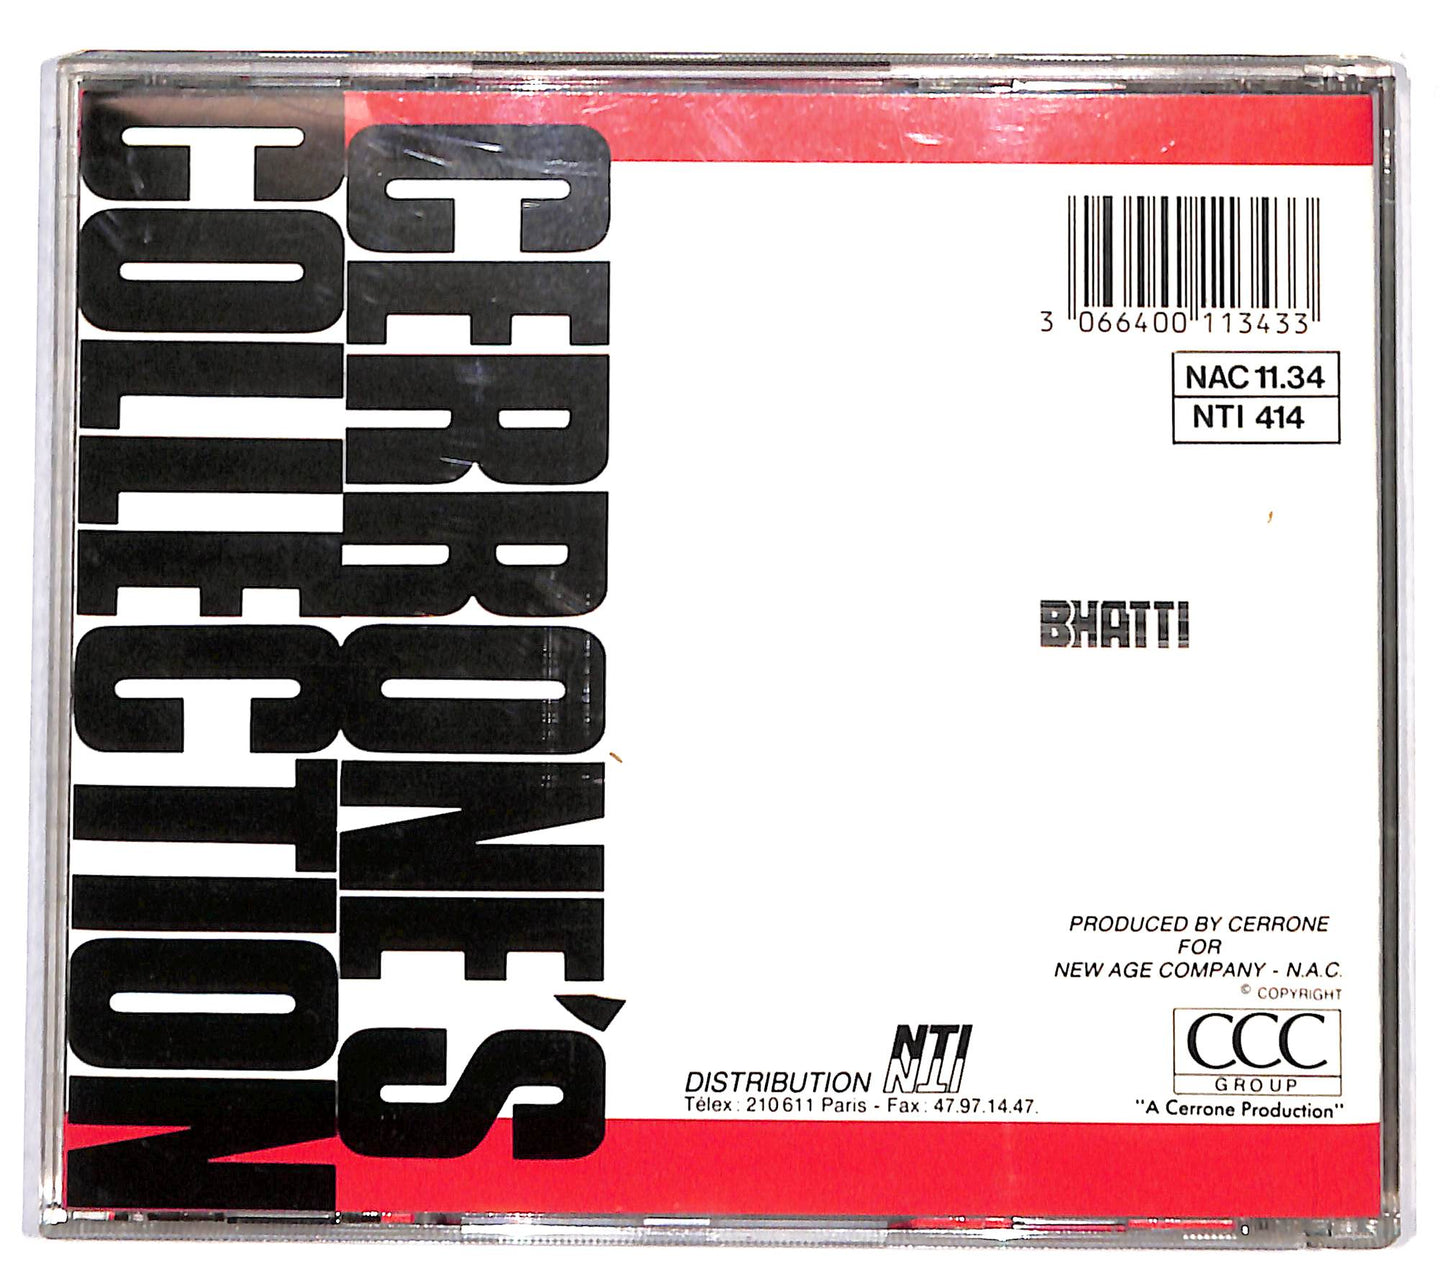 CERRONE'S
COLLECTION
3 066400 113433
NAC 11.34
NTI 414
BHATTI
PRODUCED BY CERRONE
FOR
NEW AGE COMPANY - N.A.C.
© COPYRIGHT
CCC
GROUP
"A Cerrone Production"
DISTRIBUTION NTI
Télex : 210 611 Paris - Fax : 47.97.14.47.